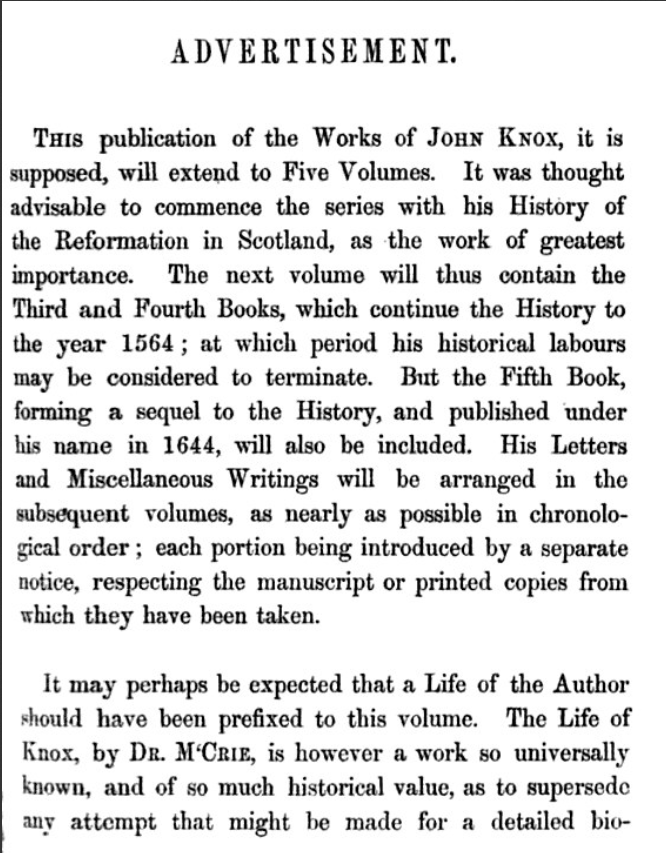 ADVERTISEMENT.
This publication of the Works of John Knox, it is
supposed, will extend to Five Volumes. It was thought
advisable to commence the series with his History of
the Reformation in Scotland, as the work of greatest
importance. The next volume will thus contain the
Third and Fourth Books, which continue the History to
the year 1564 ; at which period his historical labours
may be considered to terminate. But the Fifth Book,
forming a sequel to the History, and published under
his name in 1644, will also be included. His Letters
and Miscellaneous Writings will be arranged in the
subsequent volumes, as nearly as possible in chronolo-
gical order ; each portion being introduced by a separate
notice, respecting the manuscript or printed copies from
which they have been taken.
It may perhaps be expected that a Life of the Author
should have been prefixed to this volume. The Life of
Knox, by Dr. M‘Crie, is however a work so universally
known, and of so much historical value, as to supersede
any attempt that might be made for a detailed bio-